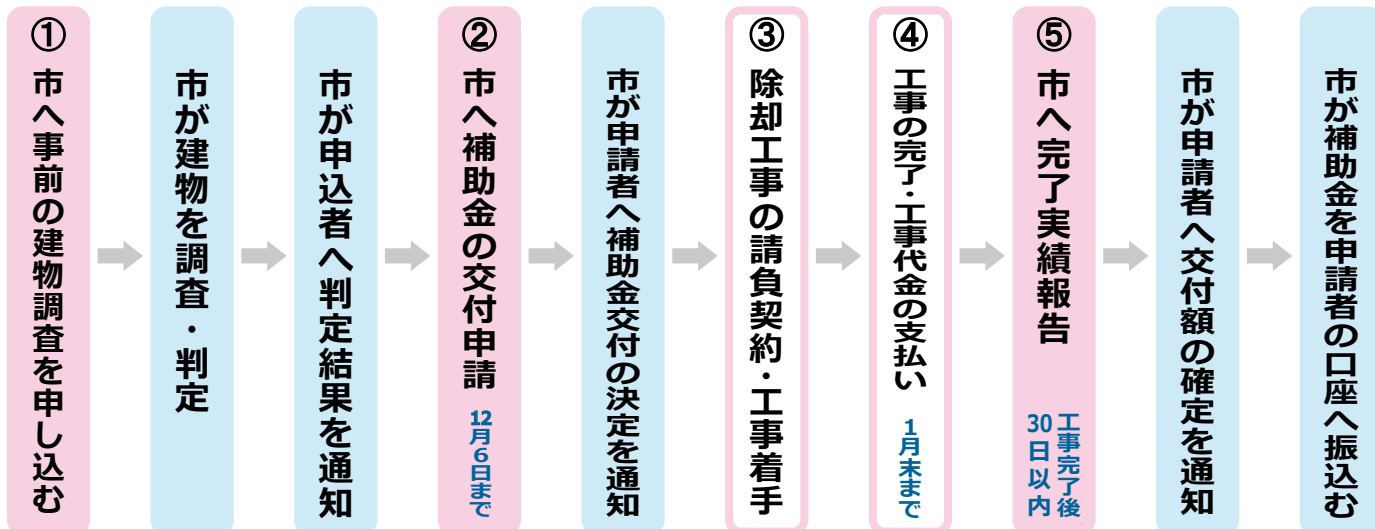 ① 市へ事前の建物調査を申し込む
市が建物を調査・判定
市が申込者へ判定結果を通知
② 市へ補助金の交付申請 12月6日まで
市が申請者へ補助金交付の決定を通知
③ 除却工事の請負契約・工事着手
④ 工事の完了・工事代金の支払い 1月末まで
⑤ 市へ完了実績報告 工事完了後
30日以内
市が申請者へ交付額の確定を通知
市が補助金を申請者の口座へ振込む